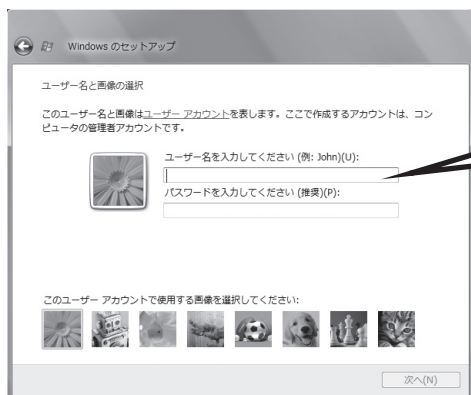 Windows のセットアップ
ユーザー名と画像の選択
このユーザー名と画像はユーザー アカウントを表します。ここで作成するアカウントは、コン
ピュータの管理者アカウントです。
ユーザー名を入力してください (例: John)(U):
パスワードを入力してください (推奨)(P):
このユーザー アカウントで使用する画像を選択してください:
次へ(N)